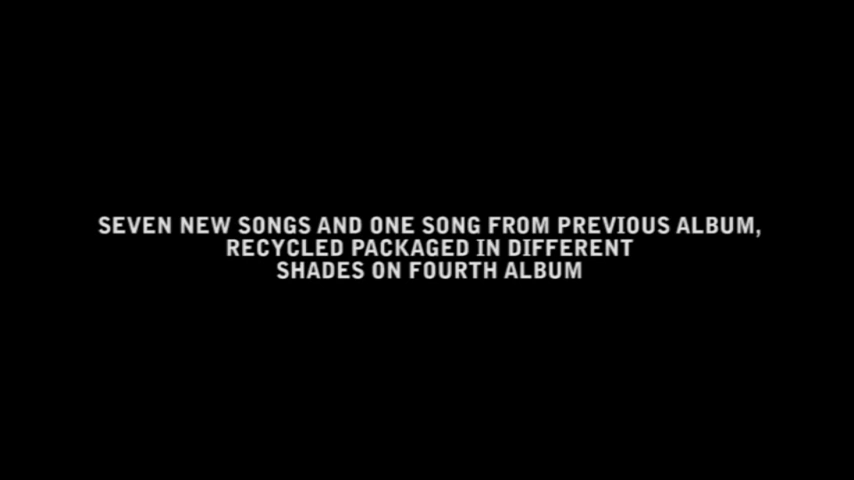 SEVEN NEW SONGS AND ONE SONG FROM PREVIOUS ALBUM,
RECYCLED PACKAGED IN DIFFERENT
SHADES ON FOURTH ALBUM